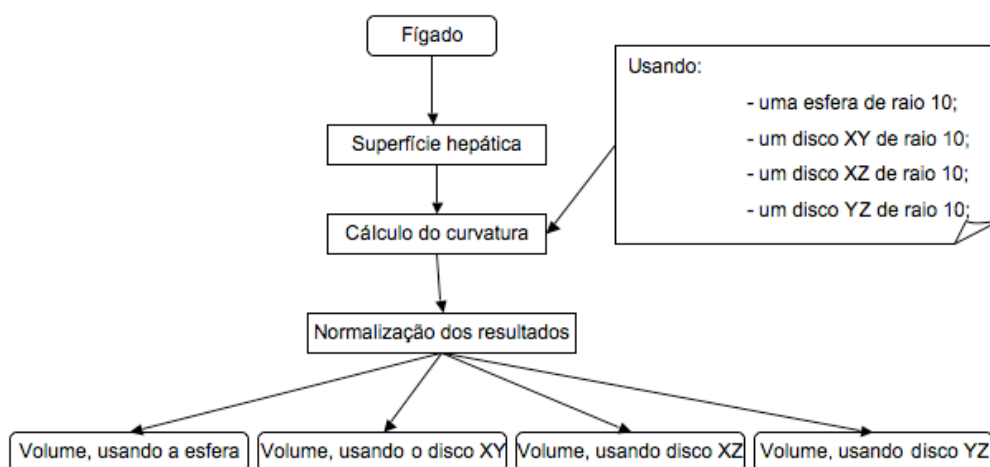 Fígado
Usando:
- uma esfera de raio 10;
- um disco XY de raio 10;
- um disco XZ de raio 10;
- um disco YZ de raio 10;
Superfície hepática
Cálculo do curvatura
Normalização dos resultados
Volume, usando a esfera
Volume, usando o disco XY
Volume, usando disco XZ
Volume, usando disco YZ